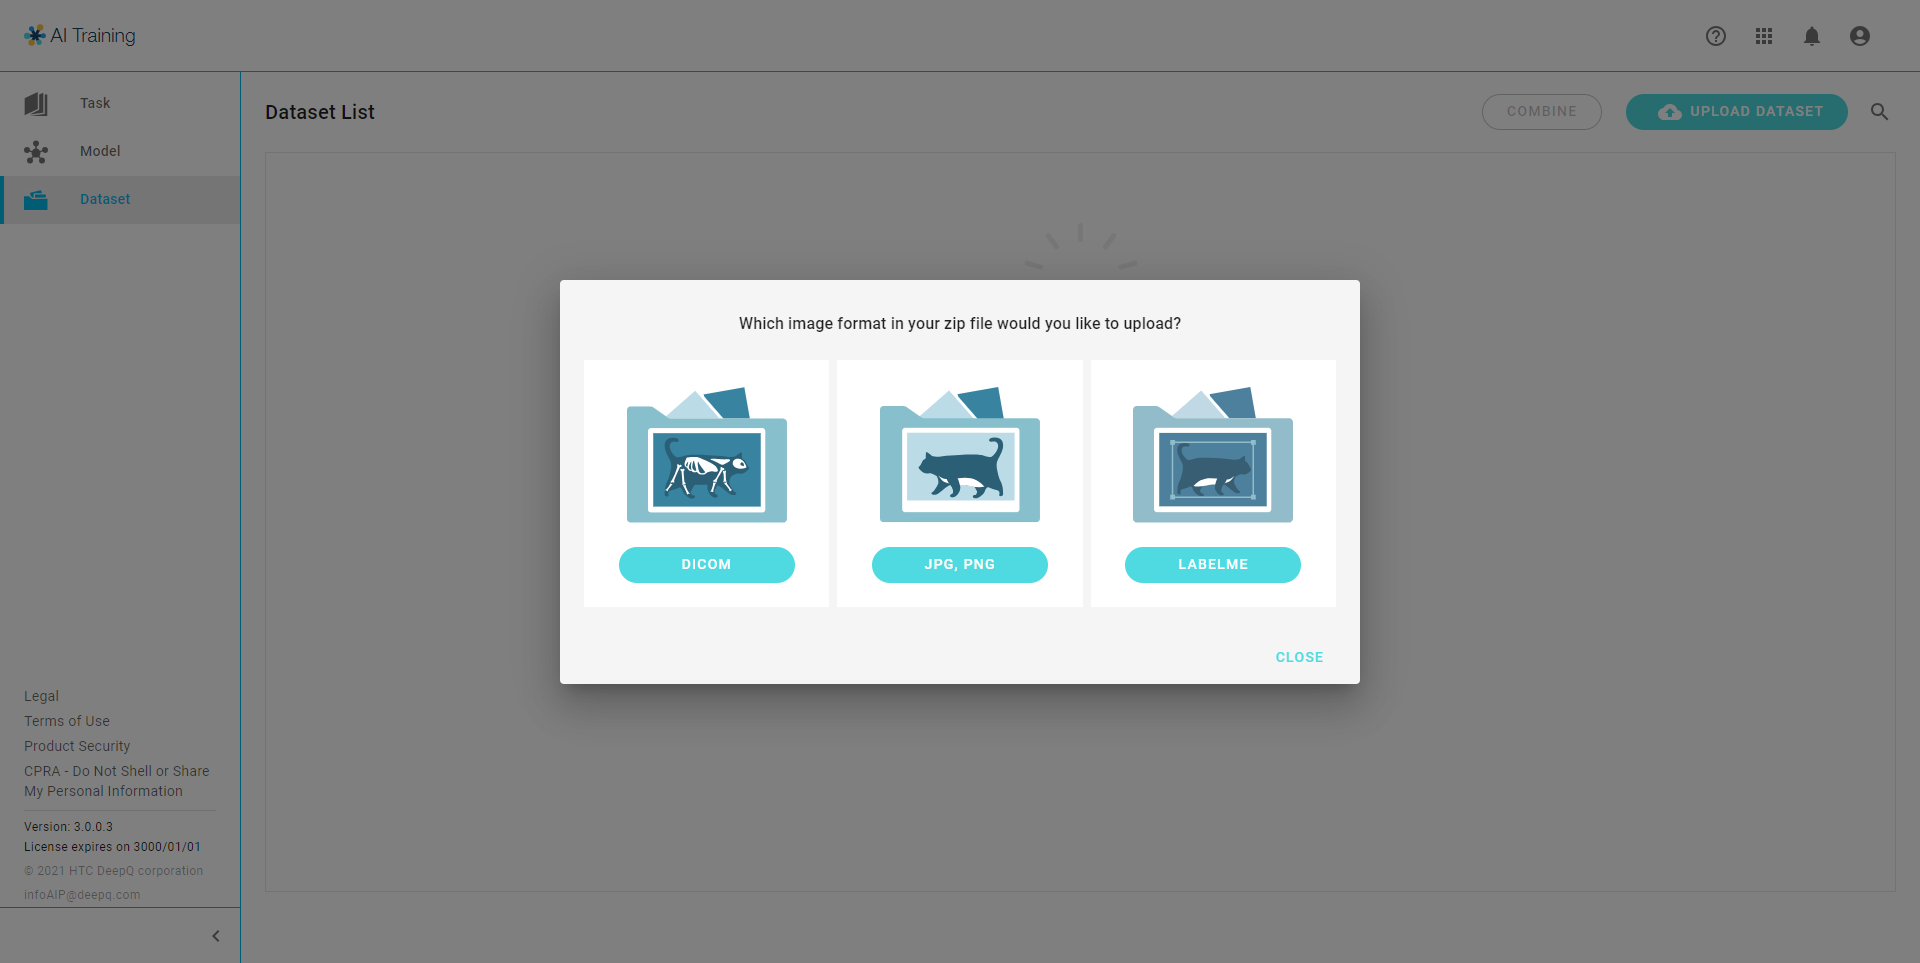 AI Training
Task
Model
Dataset
Dataset List
COMBINE
UPLOAD DATASET
Which image format in your zip file would you like to upload?
DICOM
JPG, PNG
LABELME
CLOSE
Legal
Terms of Use
Product Security
CPRA - Do Not Shell or Share
My Personal Information
Version: 3.0.0.3
License expires on 3000/01/01
© 2021 HTC DeepQ corporation
infoAIP@deepq.com